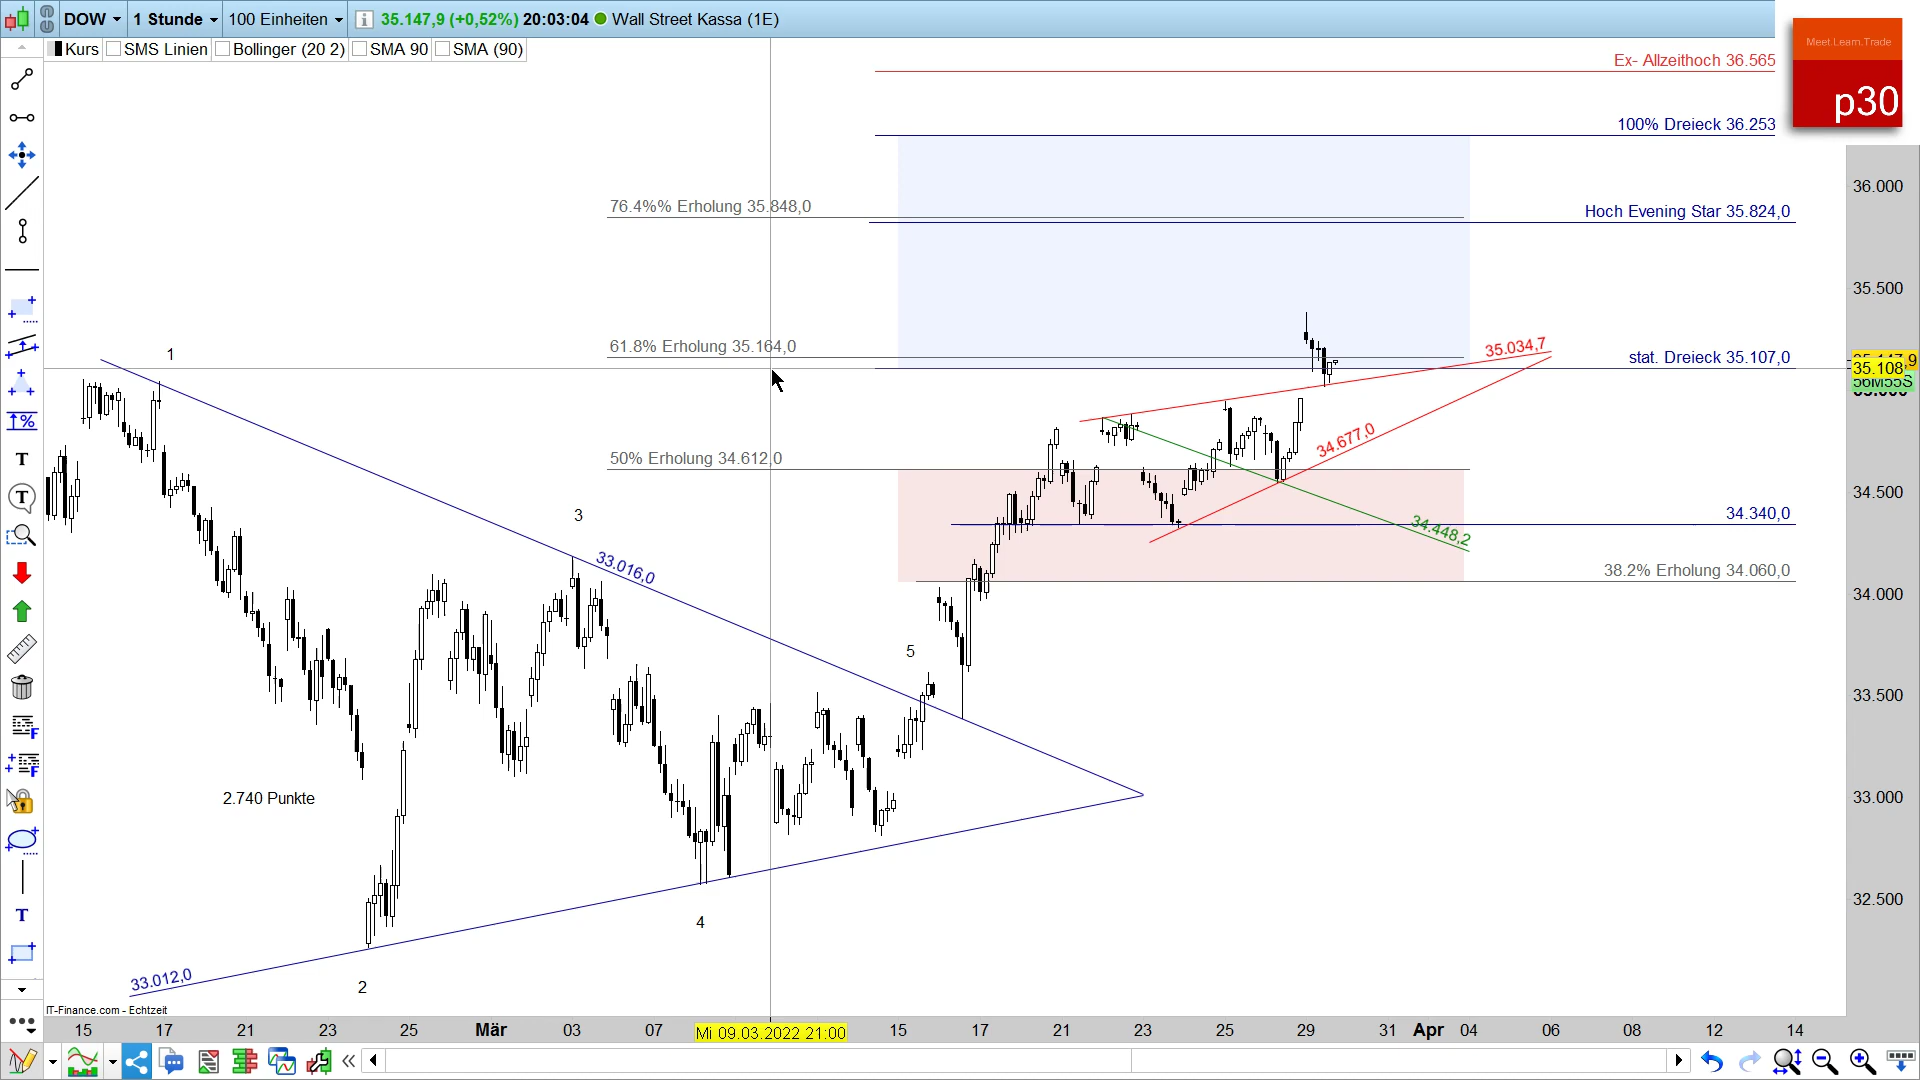 DOW 1 Stunde 100 Einheiten 35.147,9 (+0,52%) 20:03:04 Wall Street Kassa (1E)
Kurs SMS Linien Bollinger (20 2) SMA 90 SMA (90)
Meet.Learn.Trade
p30
Ex- Allzeithoch 36.565
100% Dreieck 36.253
36.000
76.4%% Erholung 35.848,0
Hoch Evening Star 35.824,0
35.500
61.8% Erholung 35.164,0
35.034,7
stat. Dreieck 35.107,0
35.108
56M55S
1
50% Erholung 34.612,0
34.677,0
34.500
3
34.340,0
34.448,2
33.016,0
38.2% Erholung 34.060,0
34.000
5
33.500
2.740 Punkte
33.000
32.500
4
33.012,0
2
IT-Finance.com - Echtzeit
15 17 21 23 25 Mär 03 07 Mi 09.03.2022 21:00 15 17 21 23 25 29 31 Apr 04 06 08 12 14